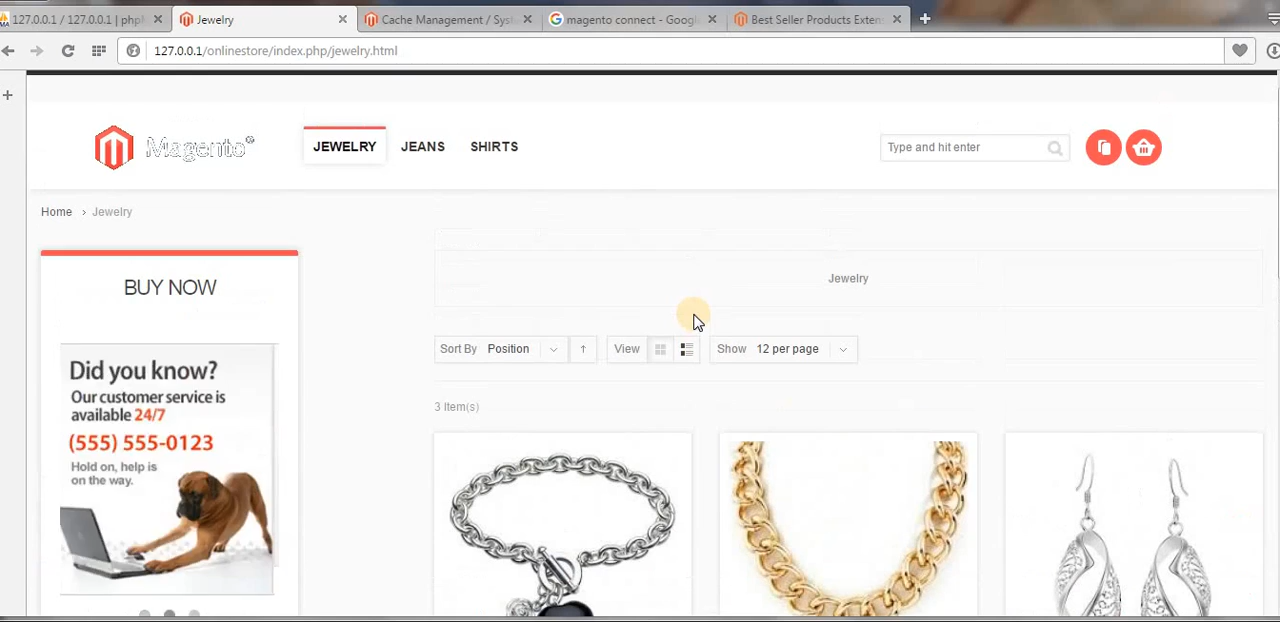 127.0.0.1 / 127.0.0.1 | php
Jewelry
Cache Management / Syst
magento connect - Googl
Best Seller Products Exten
127.0.0.1/onlinestore/index.php/jewelry.html
Magento®
JEWELRY
JEANS
SHIRTS
Type and hit enter
Home › Jewelry
BUY NOW
Jewelry
Did you know?
Our customer service is
available 24/7
(555) 555-0123
Hold on, help is
on the way.
Sort By Position
View
Show 12 per page
3 Item(s)